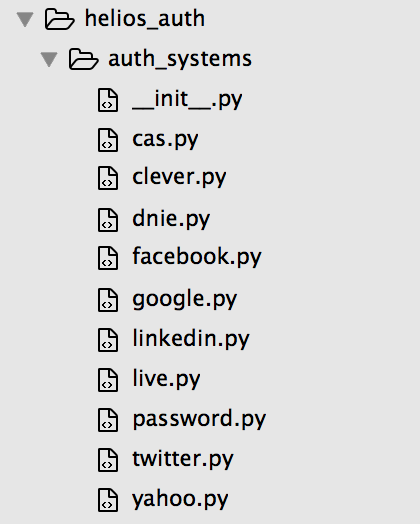 helios_auth
auth_systems
__init__.py
cas.py
clever.py
dnie.py
facebook.py
google.py
linkedin.py
live.py
password.py
twitter.py
yahoo.py